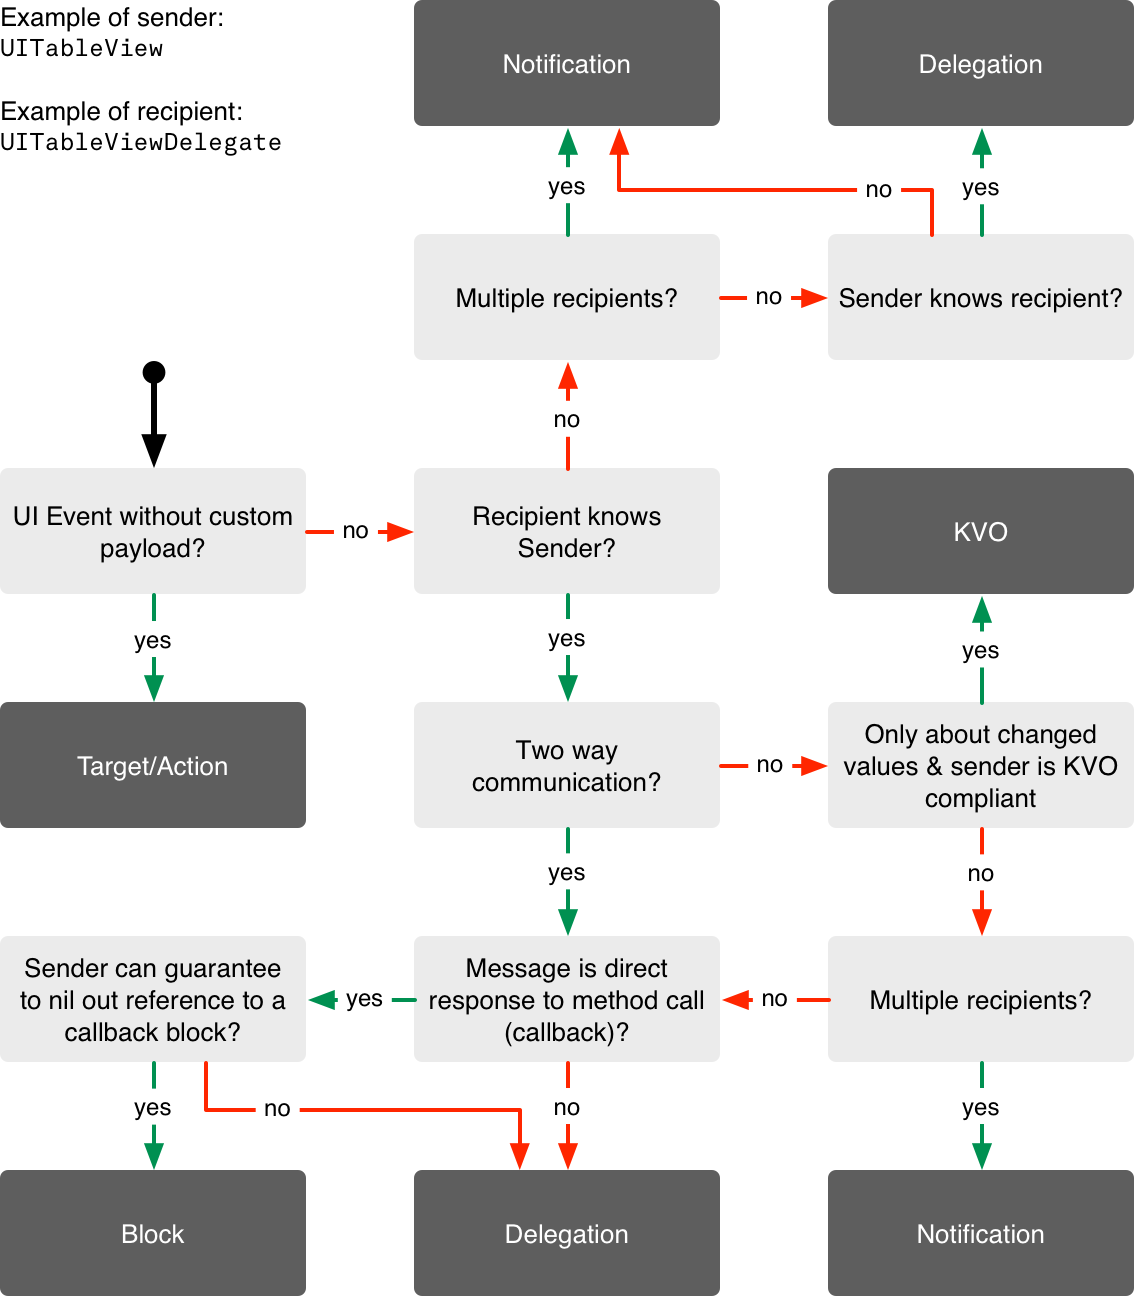 Example of sender:
UITableView
Example of recipient:
UITableViewDelegate
Notification
Delegation
yes
no
yes
Multiple recipients?
no
Sender knows recipient?
no
UI Event without custom
payload?
no
Recipient knows
Sender?
KVO
yes
yes
yes
Target/Action
Two way
communication?
no
Only about changed
values & sender is KVO
compliant
yes
no
Sender can guarantee
to nil out reference to a
callback block?
yes
Message is direct
response to method call
(callback)?
no
Multiple recipients?
yes
no
no
yes
Block
Delegation
Notification